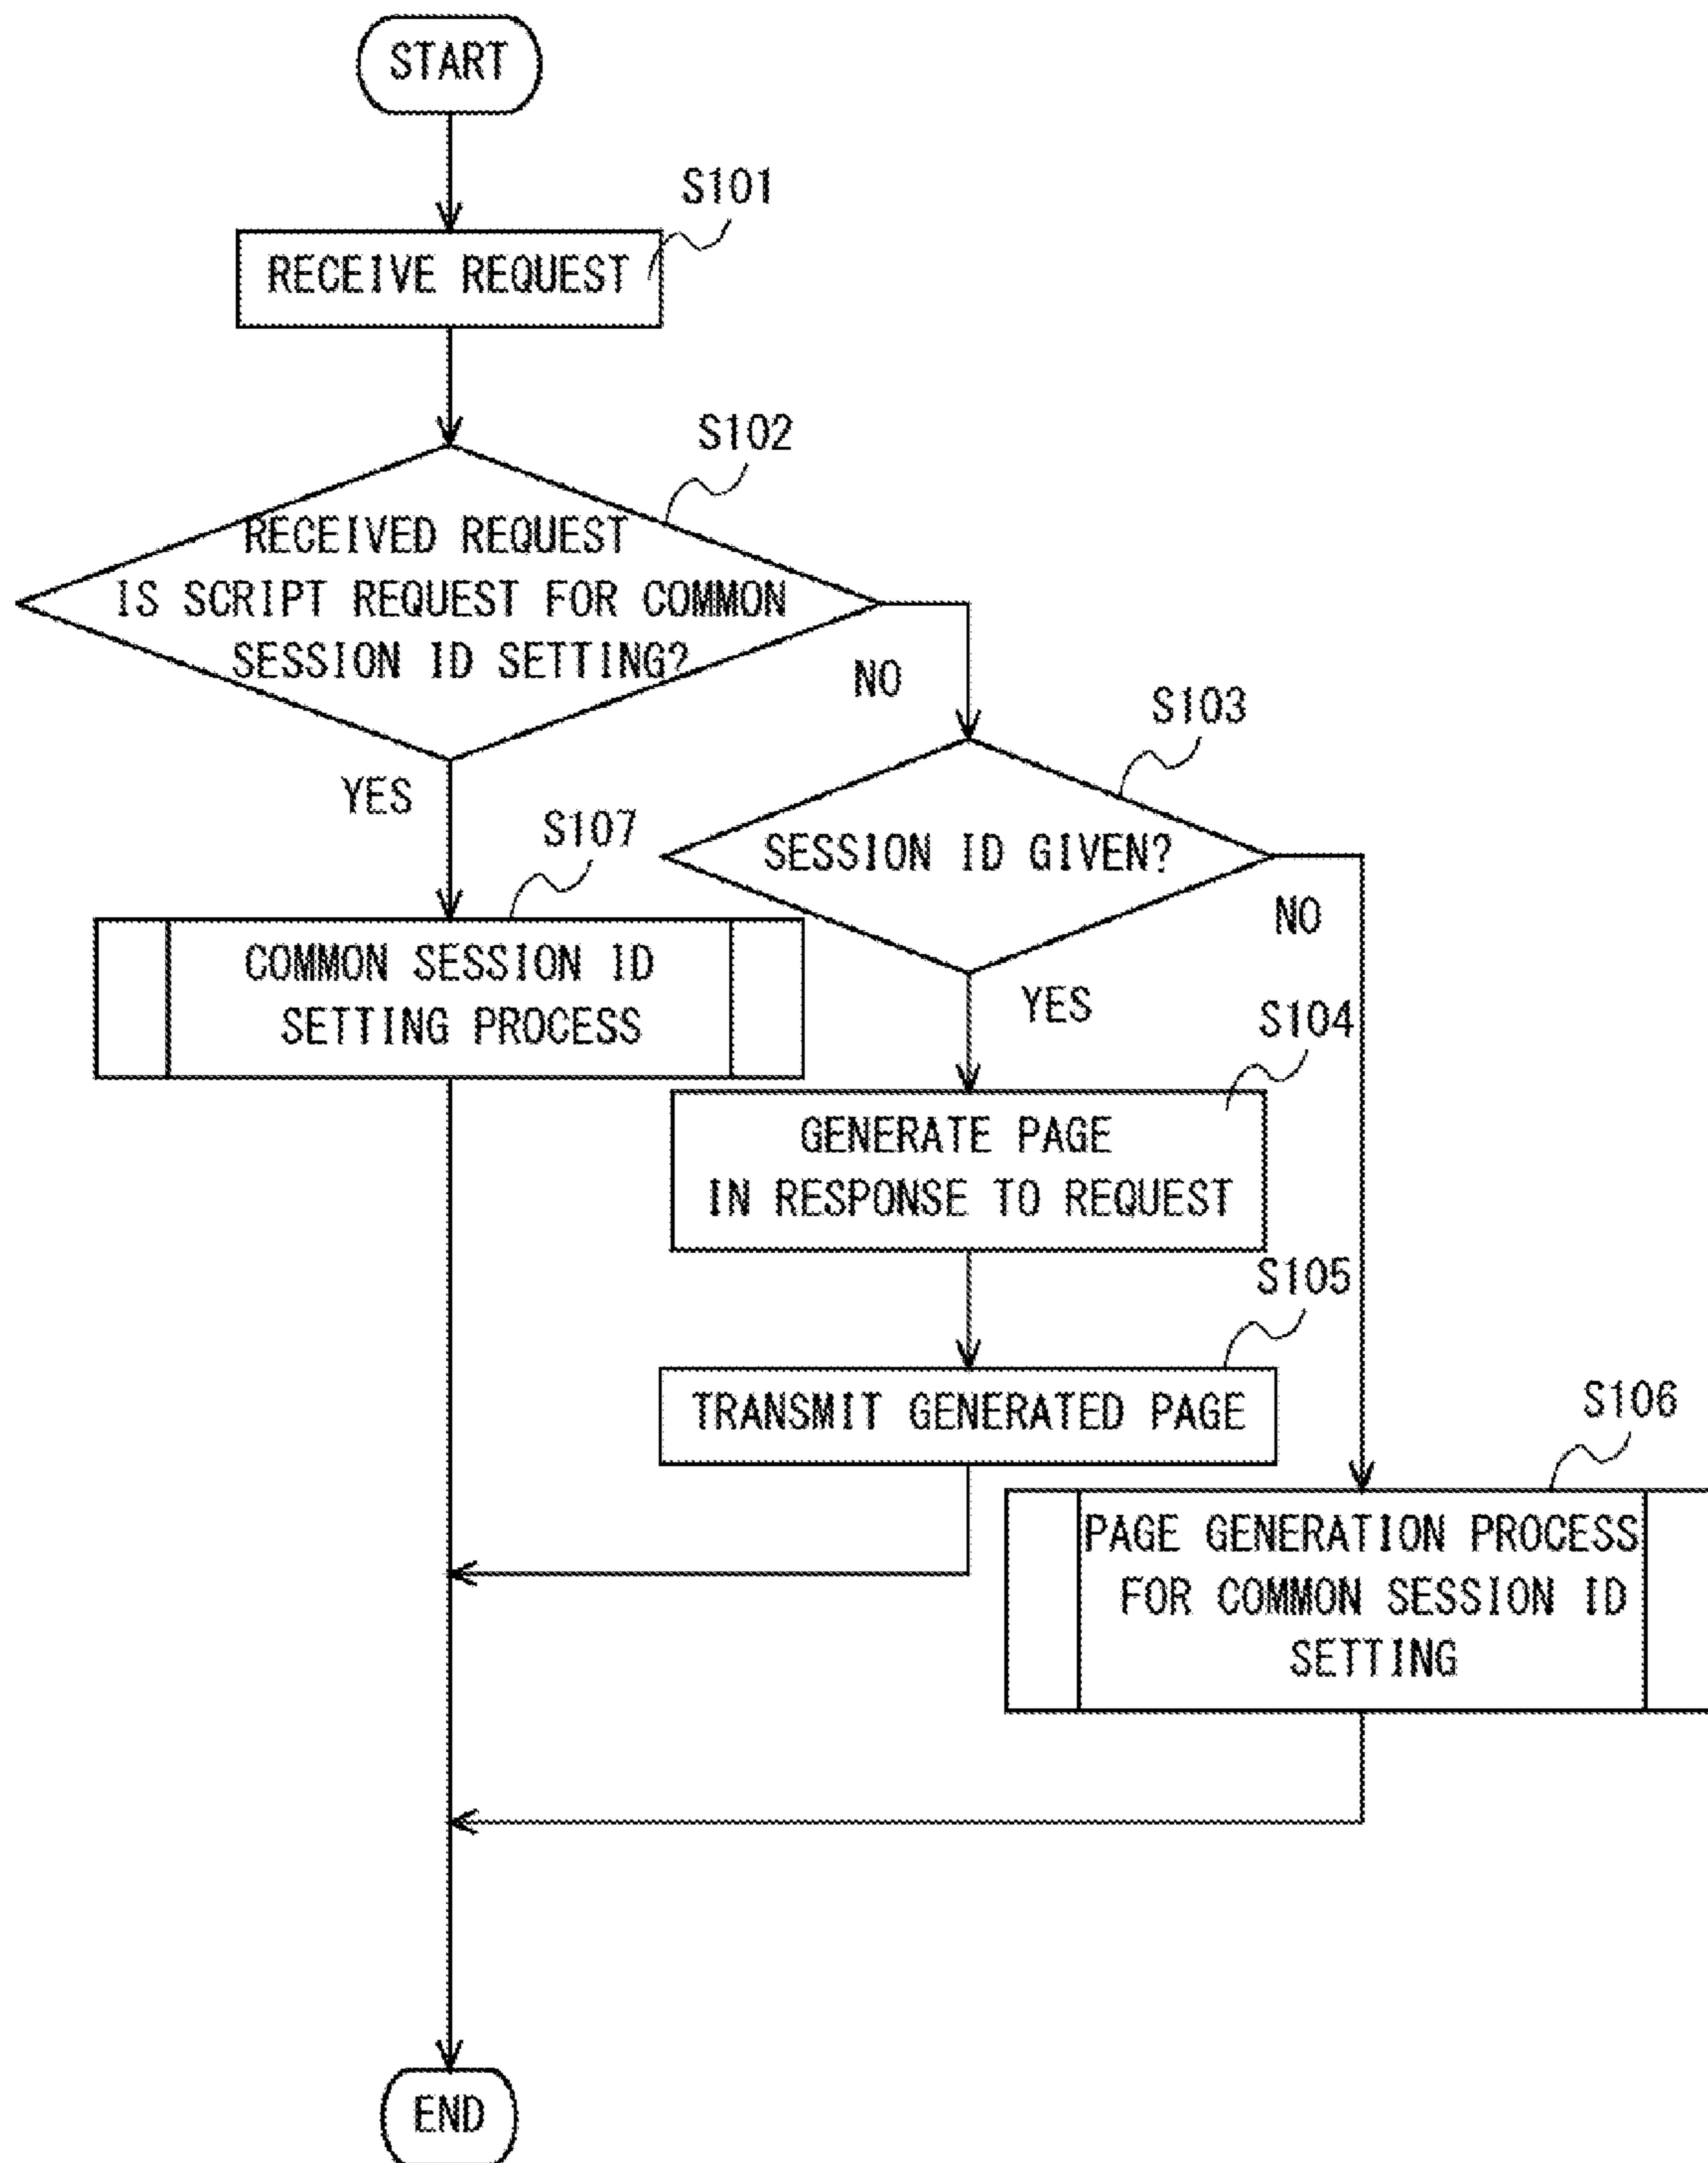 START
S101
RECEIVE REQUEST
S102
RECEIVED REQUEST
IS SCRIPT REQUEST FOR COMMON
SESSION ID SETTING?
NO
YES
S103
SESSION ID GIVEN?
NO
YES
S107
COMMON SESSION ID
SETTING PROCESS
S104
GENERATE PAGE
IN RESPONSE TO REQUEST
S105
TRANSMIT GENERATED PAGE
S106
PAGE GENERATION PROCESS
FOR COMMON SESSION ID
SETTING
END